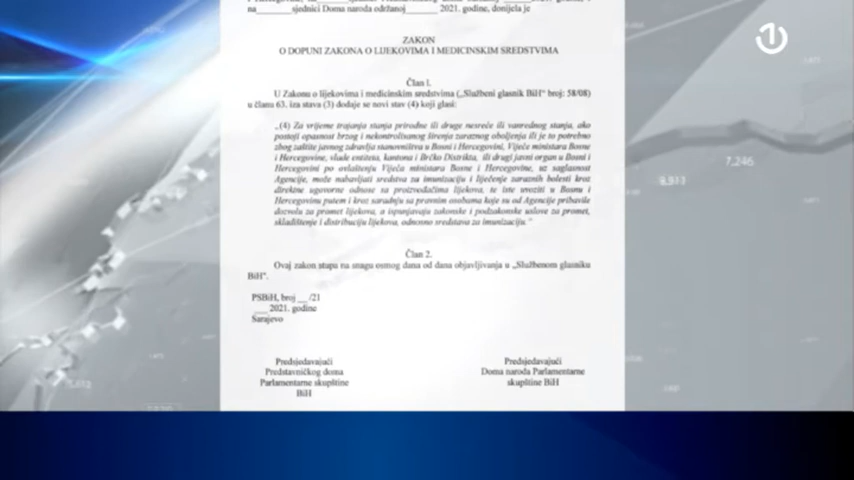 na________sjednici Doma naroda održanoj_______ 2021. godine, donijela je
ZAKON
O DOPUNI ZAKONA O LIJEKOVIMA I MEDICINSKIM SREDSTVIMA
Član 1.
U Zakonu o lijekovima i medicinskim sredstvima („Službeni glasnik BiH“ broj: 58/08)
u članu 63. iza stava (3) dodaje se novi stav (4) koji glasi:
„(4) Za vrijeme trajanja stanja prirodne ili druge nesreće ili vanrednog stanja, ako
postoji opasnost brzog i nekontrolisanog širenja zaraznog oboljenja ili je to potrebno
zbog zaštite javnog zdravlja stanovništva u Bosni i Hercegovini, Vijeće ministara Bosne
i Hercegovine, vlade entiteta, kantona i Brčko Distrikta, ili drugi javni organ u Bosni i
Hercegovini po ovlaštenju Vijeća ministara Bosne i Hercegovine, uz saglasnost
Agencije, može nabavljati sredstva za imunizaciju i liječenje zaraznih bolesti kroz
direktne ugovorne odnose sa proizvođačima lijekova, te iste uvoziti u Bosnu i
Hercegovinu putem i kroz saradnju sa pravnim osobama koje su od Agencije pribavile
dozvolu za promet lijekova, a ispunjavaju zakonske i podzakonske uslove za promet,
skladištenje i distribuciju lijekova, odnosno sredstava za imunizaciju.“
Član 2.
Ovaj zakon stupa na snagu osmog dana od dana objavljivanja u „Službenom glasniku
BiH“.
PSBiH, broj __ /21
___ 2021. godine
Sarajevo
Predsjedavajući
Predstavničkog doma
Parlamentarne skupštine
BiH
Predsjedavajući
Doma naroda Parlamentarne
skupštine BiH
7.246